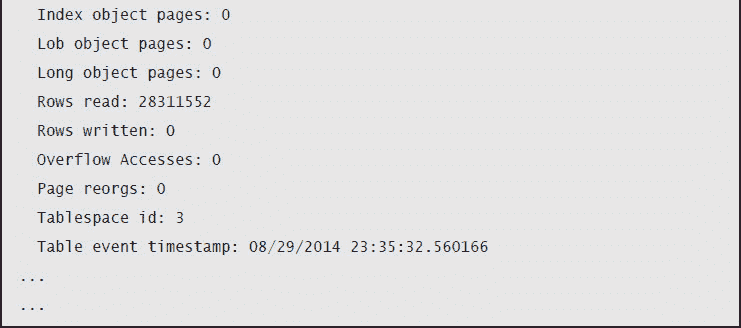 Index object pages: 0
Lob object pages: 0
Long object pages: 0
Rows read: 28311552
Rows written: 0
Overflow Accesses: 0
Page reorgs: 0
Tablespace id: 3
Table event timestamp: 08/29/2014 23:35:32.560166
...
...